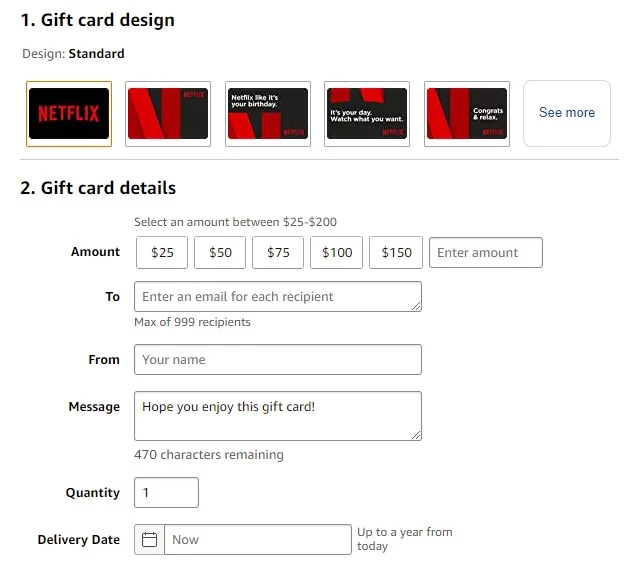 1. Gift card design
Design: Standard
NETFLIX
NETFLIX
Netflix like it's
your birthday.
NETFLIX
It's your day.
Watch what you want.
NETFLIX
Congrats
& relax.
NETFLIX
See more
2. Gift card details
Select an amount between $25-$200
Amount $25 $50 $75 $100 $150 Enter amount
To Enter an email for each recipient
Max of 999 recipients
From Your name
Message Hope you enjoy this gift card!
470 characters remaining
Quantity 1
Delivery Date Now Up to a year from
today